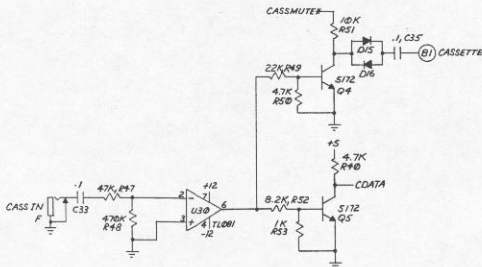 CASSMUTE*
10K
R51
D15
.1, C35
B1
CASSETTE
22K, R49
D16
S172
Q4
4.7K
R50
+5
4.7K
R40
CDATA
+12
.1
47K, R47
2
7
6
8.2K, R52
S172
Q5
CASS IN
F
C33
470K
R48
U30
3
4
TL081
-12
1K
R53